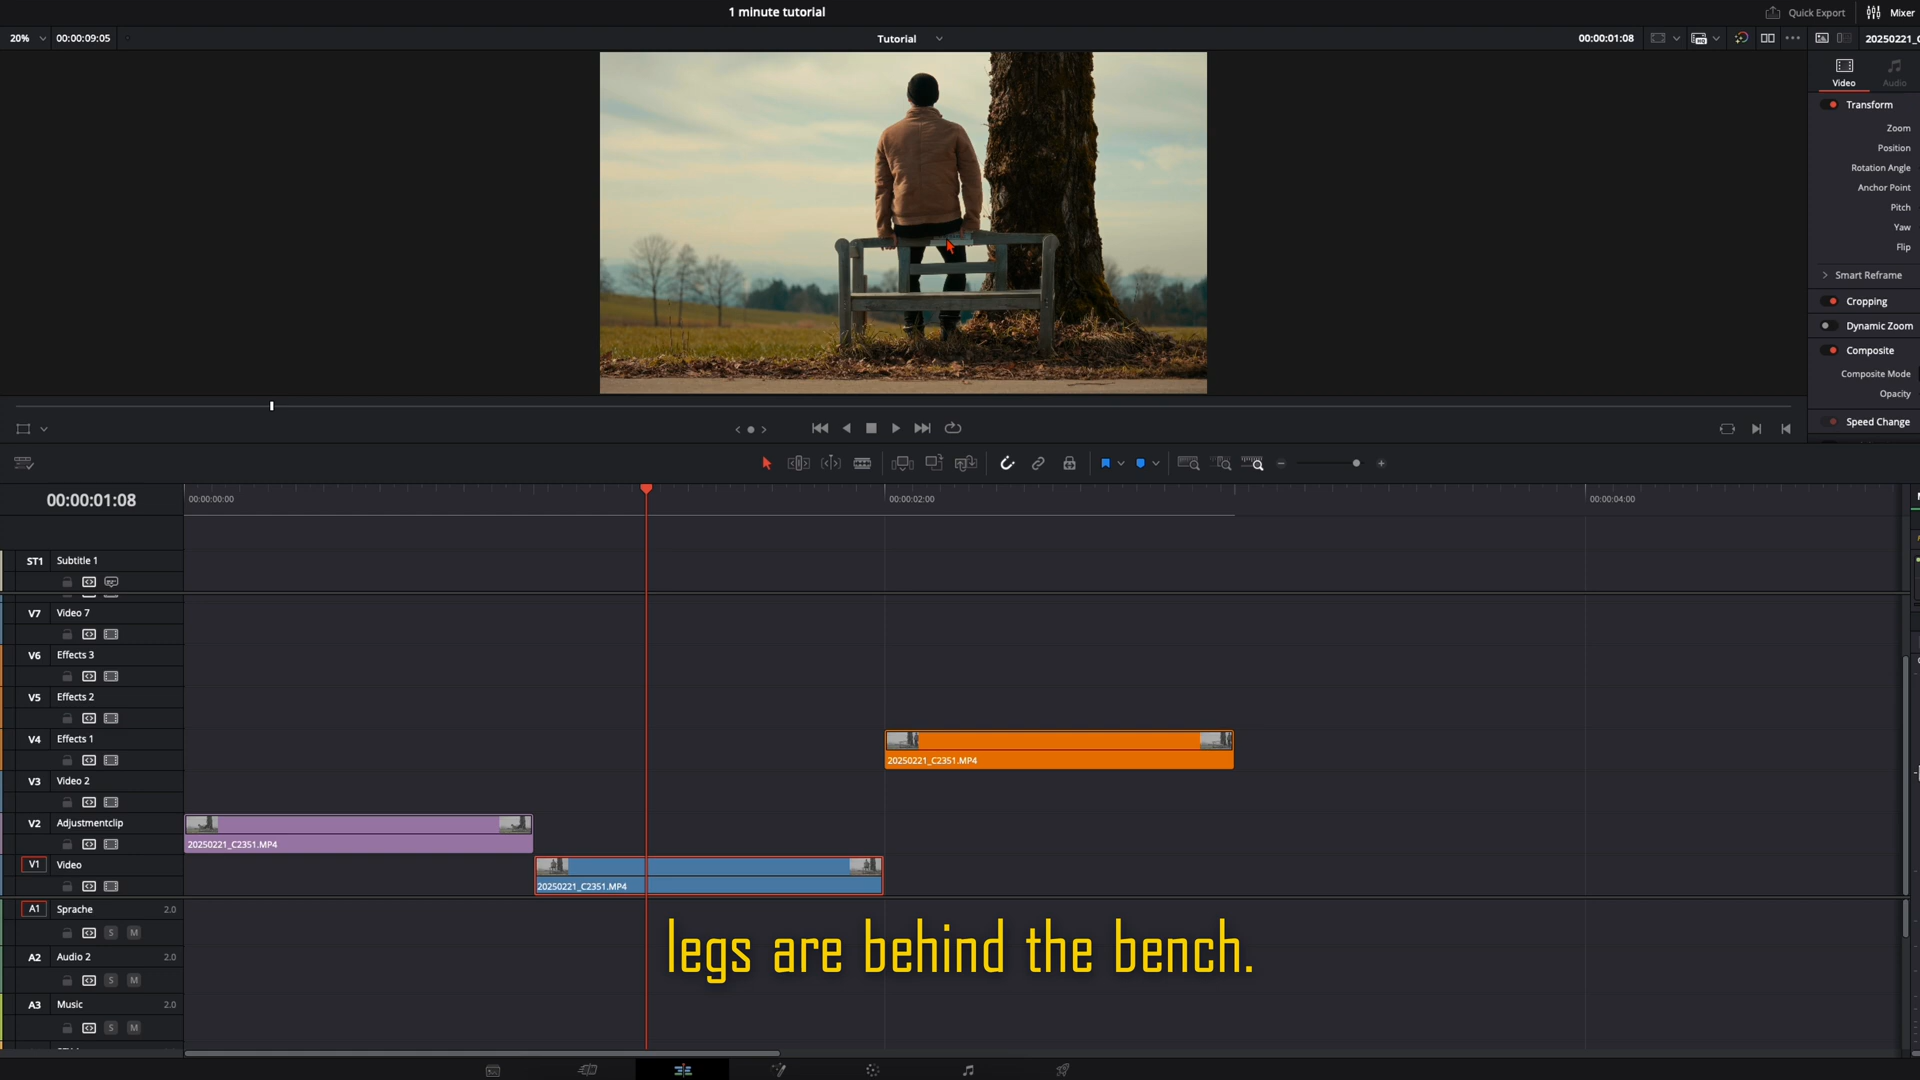 1 minute tutorial
Quick Export
Mixer
20%
00:00:09:05
Tutorial
00:00:01:08
20250221_C
Video
Audio
Transform
Zoom
Position
Rotation Angle
Anchor Point
Pitch
Yaw
Flip
Smart Reframe
Cropping
Dynamic Zoom
Composite
Composite Mode
Opacity
Speed Change
00:00:01:08
00:00:00:00
00:00:02:00
00:00:04:00
ST1 Subtitle 1
V7 Video 7
V6 Effects 3
V5 Effects 2
V4 Effects 1
20250221_C2351.MP4
V3 Video 2
V2 Adjustmentclip
20250221_C2351.MP4
V1 Video
20250221_C2351.MP4
A1 Sprache 2.0
S M
legs are behind the bench.
A2 Audio 2 2.0
S M
A3 Music 2.0
S M